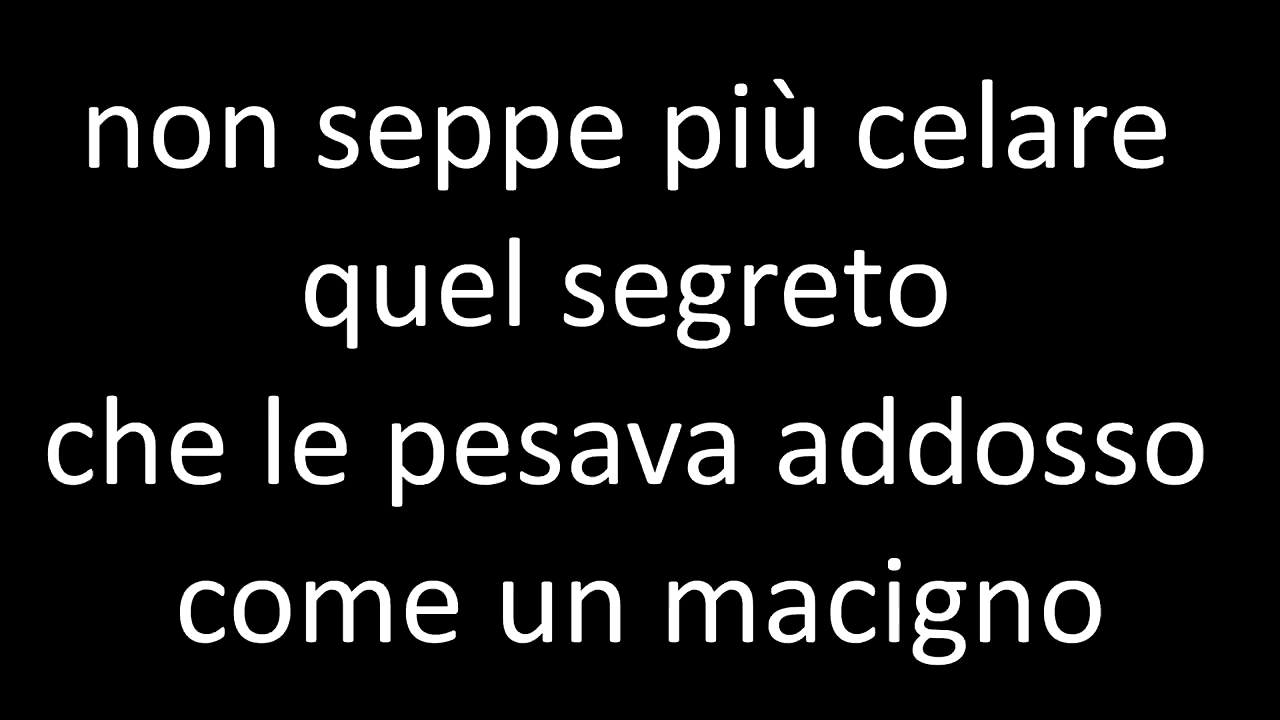 non seppe più celare
quel segreto
che le pesava addosso
come un macigno